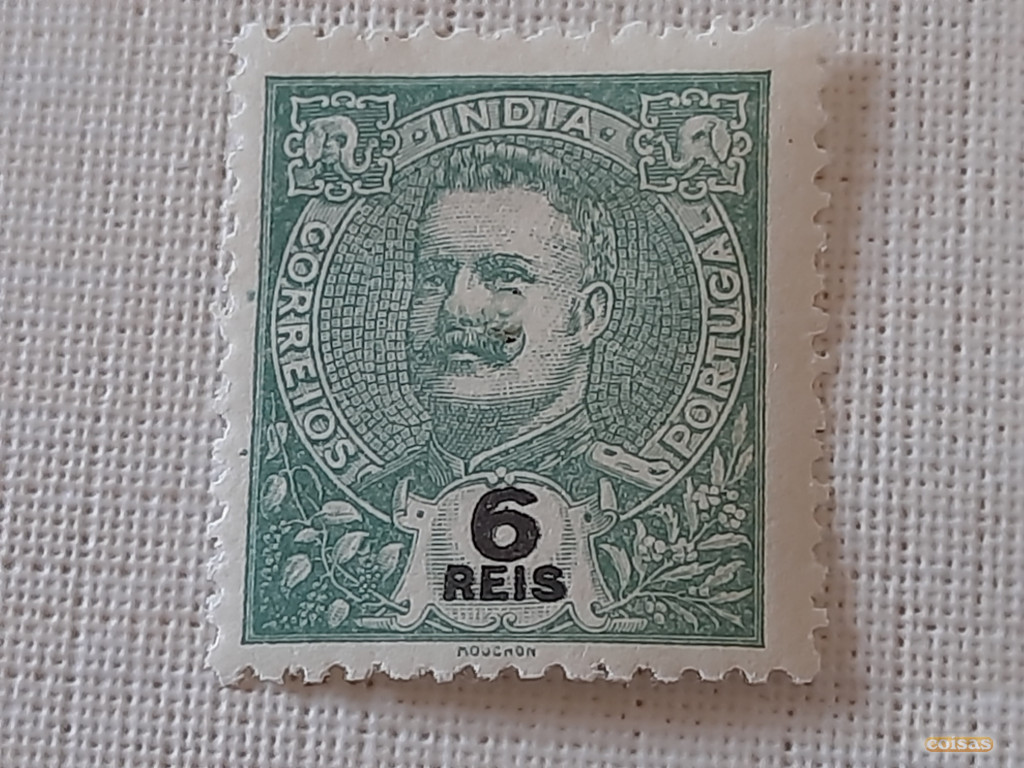 INDIA
CORREIOS
PORTUGAL
6
REIS
MOUCHON
coisas